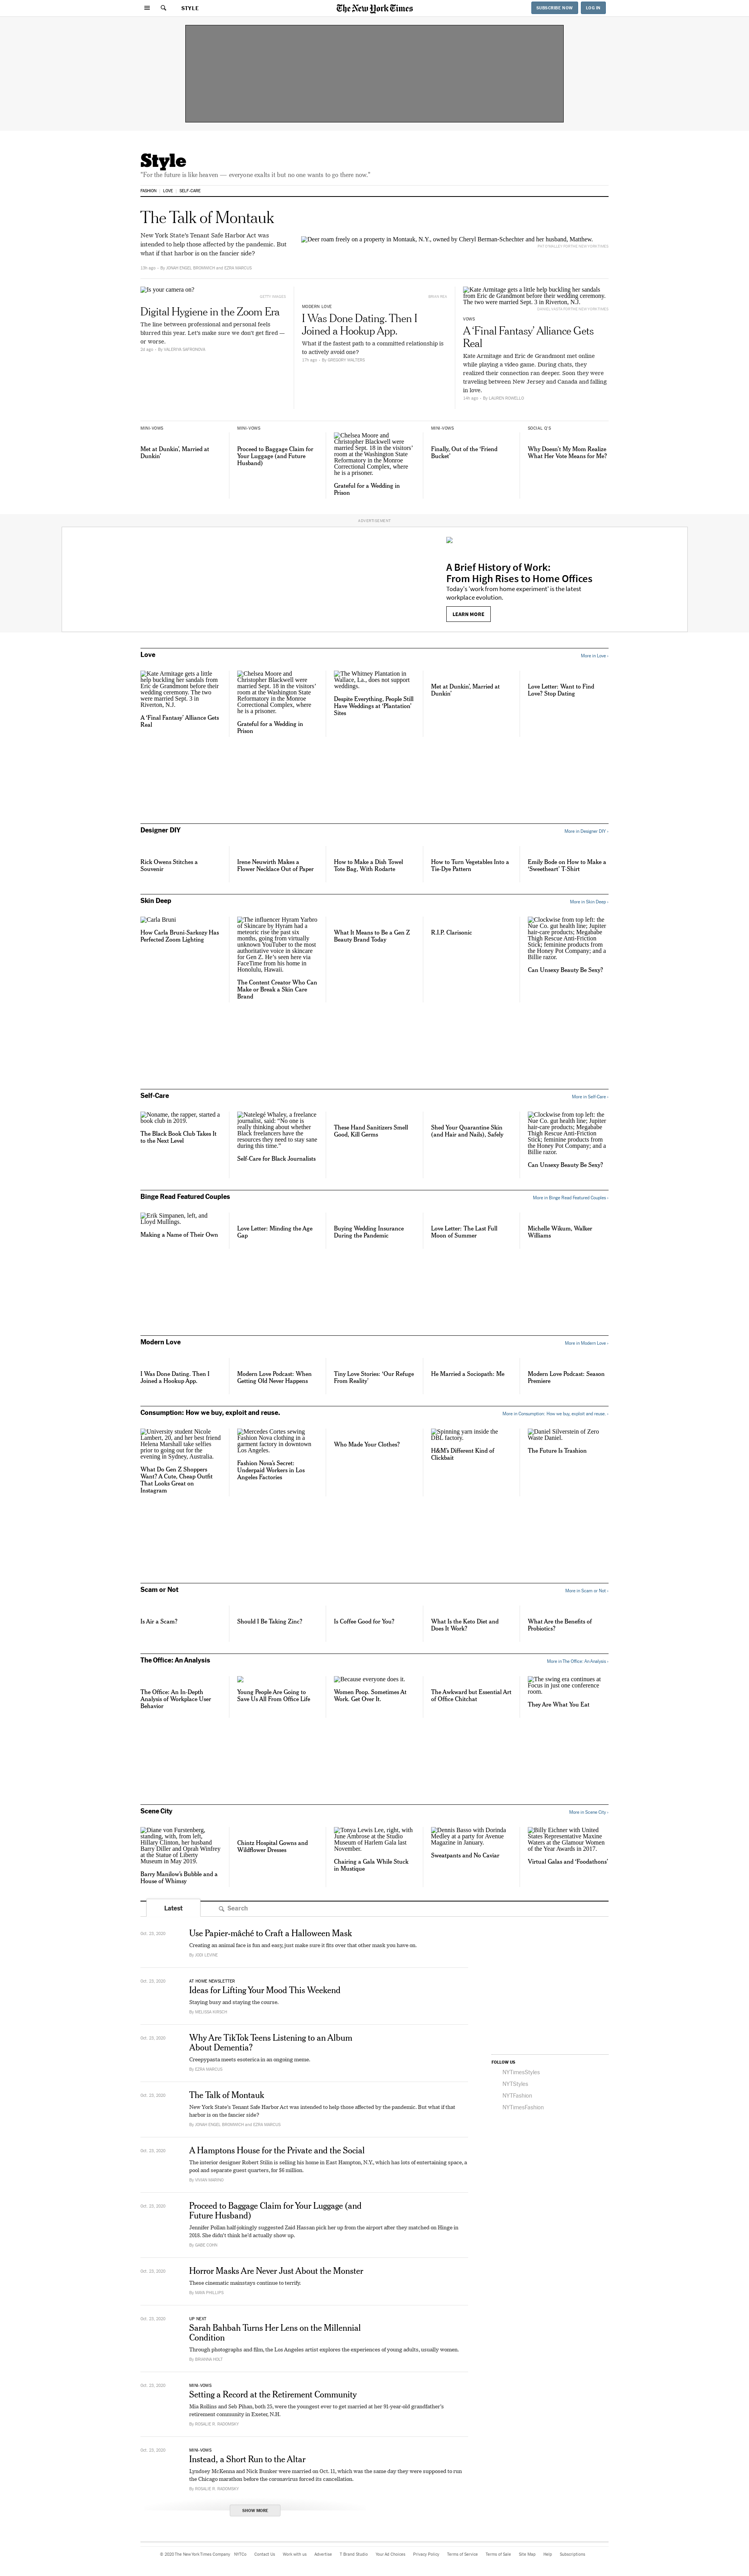 STYLE
The New York Times
SUBSCRIBE NOW
LOG IN
Style
"For the future is like heaven — everyone exalts it but no one wants to go there now."
FASHION
LOVE
SELF-CARE
The Talk of Montauk
New York State's Tenant Safe Harbor Act was
intended to help those affected by the pandemic. But
what if that harbor is on the fancier side?
13h ago · By JONAH ENGEL BROMWICH and EZRA MARCUS
Deer roam freely on a property in Montauk, N.Y., owned by Cheryl Berman-Schechter and her husband, Matthew.
Is your camera on?
GETTY IMAGES
Digital Hygiene in the Zoom Era
The line between professional and personal feels
blurred this year. Let's make sure we don't get fired —
or worse.
2d ago · By VALERIYA SAFRONOVA
BRIAN REA
MODERN LOVE
I Was Done Dating. Then I
Joined a Hookup App.
What if the fastest path to a committed relationship is
to actively avoid one?
17h ago · By GREGORY WALTERS
Kate Armitage gets a little help buckling her sandals
from Eric de Grandmont before their wedding ceremony.
The two were married Sept. 3 in Riverton, N.J.
VOWS
A 'Final Fantasy' Alliance Gets
Real
Kate Armitage and Eric de Grandmont met online
while playing a video game. During chats, they
realized their connection ran deeper. Soon they were
traveling between New Jersey and Canada and falling
in love.
14h ago · By LAUREN ROWELLO
MINI-VOWS
Met at Dunkin', Married at
Dunkin'
MINI-VOWS
Proceed to Baggage Claim for
Your Luggage (and Future
Husband)
Chelsea Moore and
Christopher Blackwell were
married Sept. 18 in the visitors'
room at the Washington State
Reformatory in the Monroe
Correctional Complex, where
he is a prisoner.
Grateful for a Wedding in
Prison
MINI-VOWS
Finally, Out of the 'Friend
Bucket'
SOCIAL Q'S
Why Doesn't My Mom Realize
What Her Vote Means for Me?
ADVERTISEMENT
A Brief History of Work:
From High Rises to Home Offices
Today's 'work from home experiment' is the latest
workplace evolution.
LEARN MORE
Love
More in Love ›
Kate Armitage gets a little
help buckling her sandals from
Eric de Grandmont before their
wedding ceremony. The two
were married Sept. 3 in
Riverton, N.J.
A 'Final Fantasy' Alliance Gets
Real
Chelsea Moore and
Christopher Blackwell were
married Sept. 18 in the visitors'
room at the Washington State
Reformatory in the Monroe
Correctional Complex, where
he is a prisoner.
Grateful for a Wedding in
Prison
The Whitney Plantation in
Wallace, La., does not support
weddings.
Despite Everything, People Still
Have Weddings at 'Plantation'
Sites
Met at Dunkin', Married at
Dunkin'
Love Letter: Want to Find
Love? Stop Dating
Designer DIY
More in Designer DIY ›
Rick Owens Stitches a
Souvenir
Irene Neuwirth Makes a
Flower Necklace Out of Paper
How to Make a Dish Towel
Tote Bag, With Rodarte
How to Turn Vegetables Into a
Tie-Dye Pattern
Emily Bode on How to Make a
'Sweetheart' T-Shirt
Skin Deep
More in Skin Deep ›
Carla Bruni
How Carla Bruni-Sarkozy Has
Perfected Zoom Lighting
The influencer Hyram Yarbro
of Skincare by Hyram had a
meteoric rise the past six
months, going from virtually
unknown YouTuber to the most
authoritative voice in skincare
for Gen Z. He's seen here via
FaceTime from his home in
Honolulu, Hawaii.
The Content Creator Who Can
Make or Break a Skin Care
Brand
What It Means to Be a Gen Z
Beauty Brand Today
R.I.P. Clarisonic
Clockwise from top left: the
Nue Co. gut health line; Jupiter
hair-care products; Megababe
Thigh Rescue Anti-Friction
Stick; feminine products from
the Honey Pot Company; and a
Billie razor.
Can Unsexy Beauty Be Sexy?
Self-Care
More in Self-Care ›
Noname, the rapper, started a
book club in 2019.
The Black Book Club Takes It
to the Next Level
Natelegé Whaley, a freelance
journalist, said: "No one is
really thinking about whether
Black freelancers have the
resources they need to stay sane
during this time."
Self-Care for Black Journalists
These Hand Sanitizers Smell
Good, Kill Germs
Shed Your Quarantine Skin
(and Hair and Nails), Safely
Clockwise from top left: the
Nue Co. gut health line; Jupiter
hair-care products; Megababe
Thigh Rescue Anti-Friction
Stick; feminine products from
the Honey Pot Company; and a
Billie razor.
Can Unsexy Beauty Be Sexy?
Binge Read Featured Couples
More in Binge Read Featured Couples ›
Erik Simpanen, left, and
Lloyd Mullings.
Making a Name of Their Own
Love Letter: Minding the Age
Gap
Buying Wedding Insurance
During the Pandemic
Love Letter: The Last Full
Moon of Summer
Michelle Wikum, Walker
Williams
Modern Love
More in Modern Love ›
I Was Done Dating. Then I
Joined a Hookup App.
Modern Love Podcast: When
Getting Old Never Happens
Tiny Love Stories: 'Our Refuge
From Reality'
He Married a Sociopath: Me
Modern Love Podcast: Season
Premiere
Consumption: How we buy, exploit and reuse.
More in Consumption: How we buy, exploit and reuse. ›
University student Nicole
Lambert, 20, and her best friend
Helena Marshall take selfies
prior to going out for the
evening in Sydney, Australia.
What Do Gen Z Shoppers
Want? A Cute, Cheap Outfit
That Looks Great on
Instagram
Mercedes Cortes sewing
Fashion Nova clothing in a
garment factory in downtown
Los Angeles.
Fashion Nova's Secret:
Underpaid Workers in Los
Angeles Factories
Who Made Your Clothes?
Spinning yarn inside the
DBL factory.
H&M's Different Kind of
Clickbait
Daniel Silverstein of Zero
Waste Daniel.
The Future Is Trashion
Scam or Not
More in Scam or Not ›
Is Air a Scam?
Should I Be Taking Zinc?
Is Coffee Good for You?
What Is the Keto Diet and
Does It Work?
What Are the Benefits of
Probiotics?
The Office: An Analysis
More in The Office: An Analysis ›
The Office: An In-Depth
Analysis of Workplace User
Behavior
Young People Are Going to
Save Us All From Office Life
Because everyone does it.
Women Poop. Sometimes At
Work. Get Over It.
The Awkward but Essential Art
of Office Chitchat
The swing era continues at
Focus in just one conference
room.
They Are What You Eat
Scene City
More in Scene City ›
Diane von Furstenberg,
standing, with, from left,
Hillary Clinton, her husband
Barry Diller and Oprah Winfrey
at the Statue of Liberty
Museum in May 2019.
Barry Manilow's Bubble and a
House of Whimsy
Chintz Hospital Gowns and
Wildflower Dresses
Tonya Lewis Lee, right, with
June Ambrose at the Studio
Museum of Harlem Gala last
November.
Chairing a Gala While Stuck
in Mustique
Dennis Basso with Dorinda
Medley at a party for Avenue
Magazine in January.
Sweatpants and No Caviar
Billy Eichner with United
States Representative Maxine
Waters at the Glamour Women
of the Year Awards in 2017.
Virtual Galas and 'Foodathons'
Latest
Search
Oct. 23, 2020
Use Papier-mâché to Craft a Halloween Mask
Creating an animal face is fun and easy, just make sure it fits over that other mask you have on.
By JODI LEVINE
Oct. 23, 2020
AT HOME NEWSLETTER
Ideas for Lifting Your Mood This Weekend
Staying busy and staying the course.
By MELISSA KIRSCH
Oct. 23, 2020
Why Are TikTok Teens Listening to an Album
About Dementia?
Creepypasta meets esoterica in an ongoing meme.
By EZRA MARCUS
FOLLOW US
NYTimesStyles
NYTStyles
NYTFashion
NYTimesFashion
Oct. 23, 2020
The Talk of Montauk
New York State's Tenant Safe Harbor Act was intended to help those affected by the pandemic. But what if that
harbor is on the fancier side?
By JONAH ENGEL BROMWICH and EZRA MARCUS
Oct. 23, 2020
A Hamptons House for the Private and the Social
The interior designer Robert Stilin is selling his home in East Hampton, N.Y., which has lots of entertaining space, a
pool and separate guest quarters, for $6 million.
By VIVIAN MARINO
Oct. 23, 2020
Proceed to Baggage Claim for Your Luggage (and
Future Husband)
Jennifer Pollan half-jokingly suggested Zaid Hassan pick her up from the airport after they matched on Hinge in
2018. She didn't think he'd actually show up.
By GABE COHN
Oct. 23, 2020
Horror Masks Are Never Just About the Monster
These cinematic mainstays continue to terrify.
By MAYA PHILLIPS
Oct. 23, 2020
UP NEXT
Sarah Bahbah Turns Her Lens on the Millennial
Condition
Through photographs and film, the Los Angeles artist explores the experiences of young adults, usually women.
By BRIANNA HOLT
Oct. 23, 2020
MINI-VOWS
Setting a Record at the Retirement Community
Mia Rollins and Seb Pihan, both 25, were the youngest ever to get married at her 91-year-old grandfather's
retirement community in Exeter, N.H.
By ROSALIE R. RADOMSKY
Oct. 23, 2020
MINI-VOWS
Instead, a Short Run to the Altar
Lyndsey McKenna and Nick Bunker were married on Oct. 11, which was the same day they were supposed to run
the Chicago marathon before the coronavirus forced its cancellation.
By ROSALIE R. RADOMSKY
SHOW MORE
© 2020 The New York Times Company
NYTCo
Contact Us
Work with us
Advertise
T Brand Studio
Your Ad Choices
Privacy Policy
Terms of Service
Terms of Sale
Site Map
Help
Subscriptions